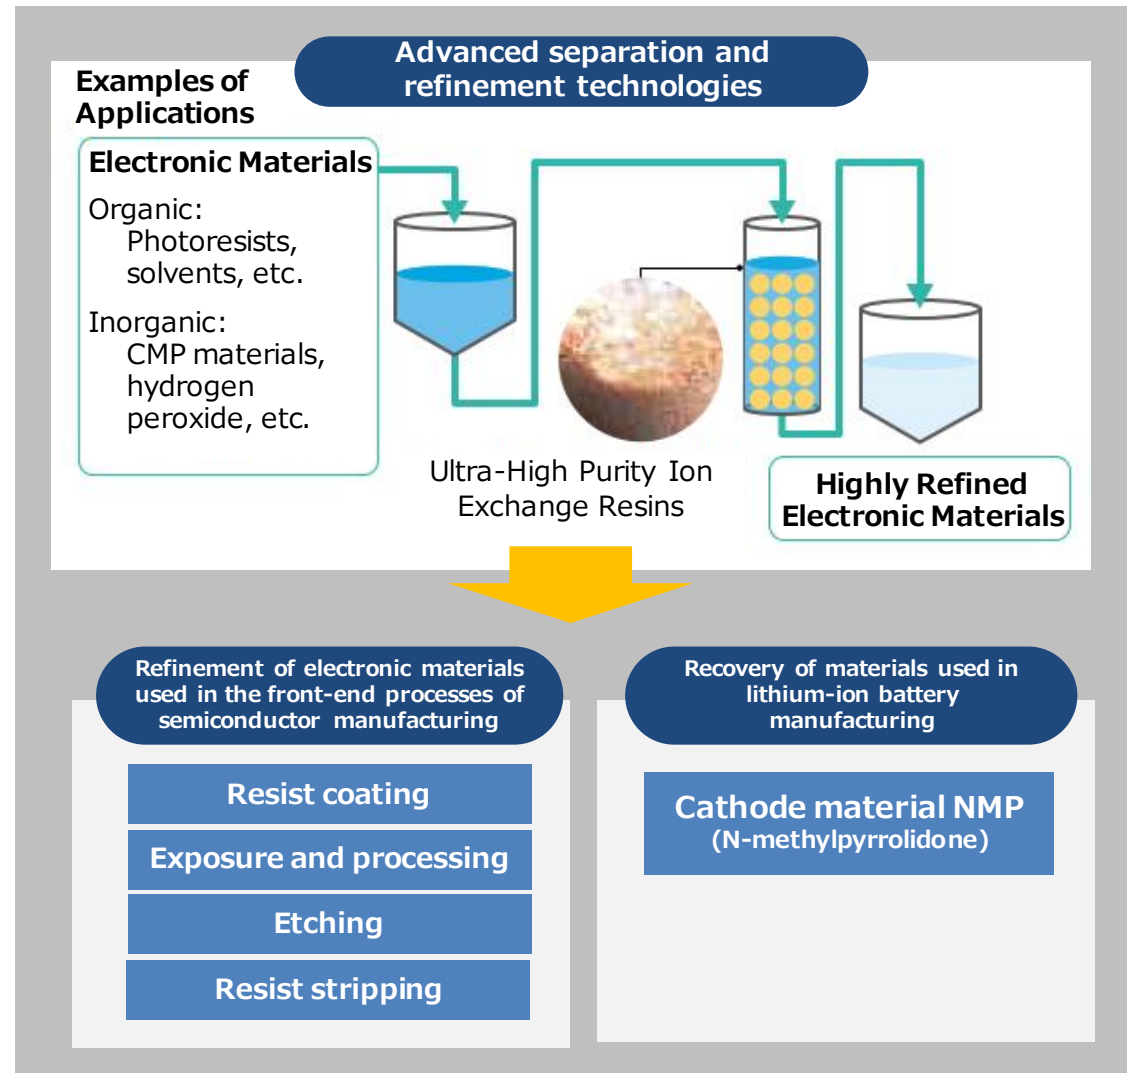 Advanced separation and
refinement technologies
Examples of
Applications
Electronic Materials
Organic:
Photoresists,
solvents, etc.
Inorganic:
CMP materials,
hydrogen
peroxide, etc.
Ultra-High Purity Ion
Exchange Resins
Highly Refined
Electronic Materials
Refinement of electronic materials
used in the front-end processes of
semiconductor manufacturing
Resist coating
Exposure and processing
Etching
Resist stripping
Recovery of materials used in
lithium-ion battery
manufacturing
Cathode material NMP
(N-methylpyrrolidone)